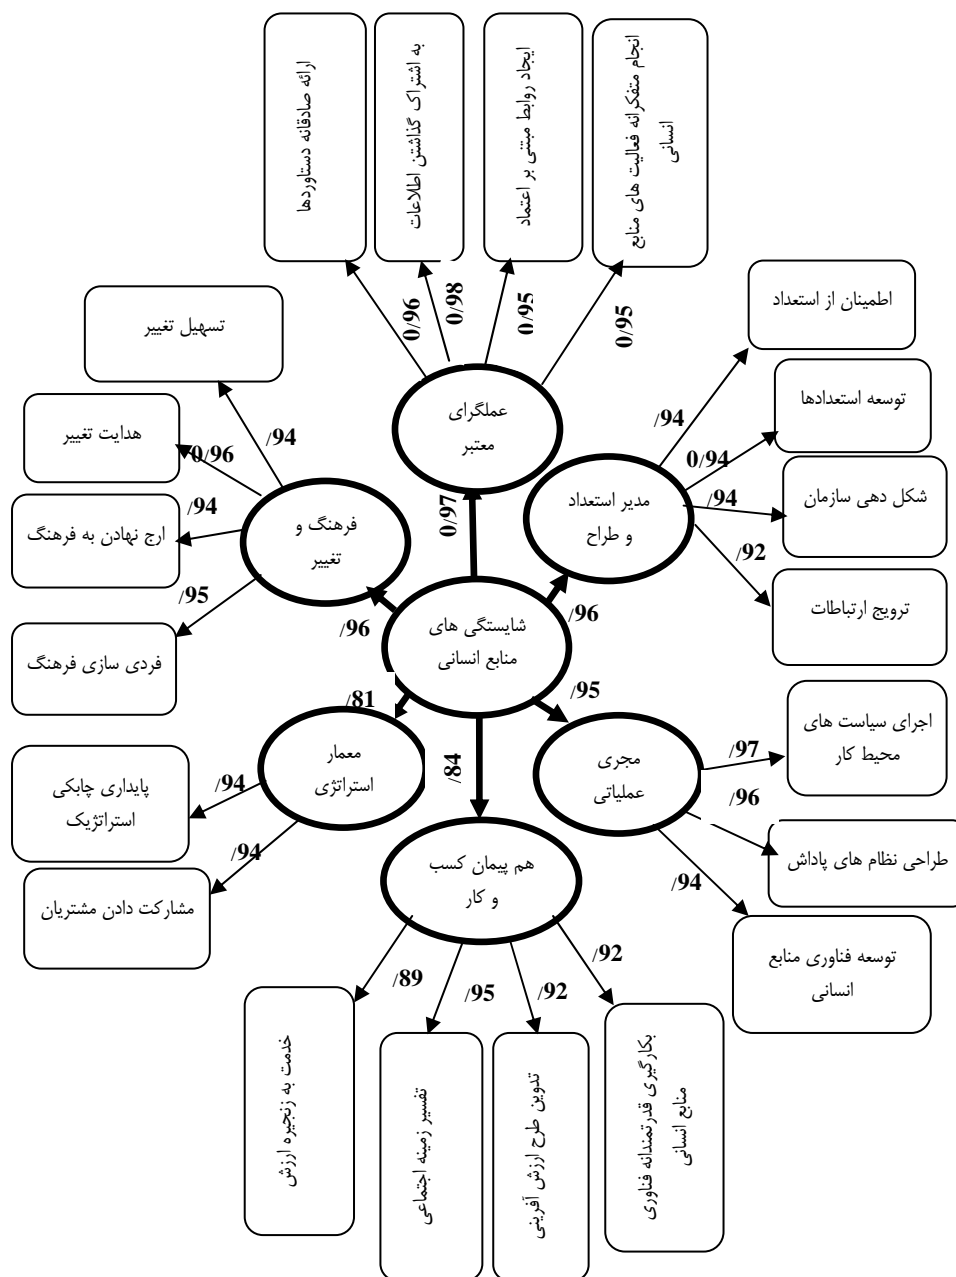 ارائه صادقانه دستاوردها
به اشتراک گذاشتن اطلاعات
ایجاد روابط مبتنی بر اعتماد
انجام متفکرانه فعالیت های منابع
انسانی
0/96
0/98
0/95
0/95
عملگرای
معتبر
0/97
تسهیل تغییر
هدایت تغییر
ارج نهادن به فرهنگ
فردی سازی فرهنگ
/94
0/96
/94
/95
فرهنگ و
تغییر
/96
اطمینان از استعداد
توسعه استعدادها
شکل دهی سازمان
ترویج ارتباطات
/94
0/94
/94
/92
مدیر استعداد
و طراح
/96
شایستگی های
منابع انسانی
/81
معمار
استراتژی
/94
/94
پایداری چابکی
استراتژیک
مشارکت دادن مشتریان
/95
مجری
عملیاتی
/97
/96
/94
اجرای سیاست های
محیط کار
طراحی نظام های پاداش
توسعه فناوری منابع
انسانی
/84
هم پیمان کسب
و کار
/89
/95
/92
/92
خدمت به زنجیره ارزش
تفسیر زمینه اجتماعی
تدوین طرح ارزش آفرینی
بکارگیری قدرتمندانه فناوری
منابع انسانی